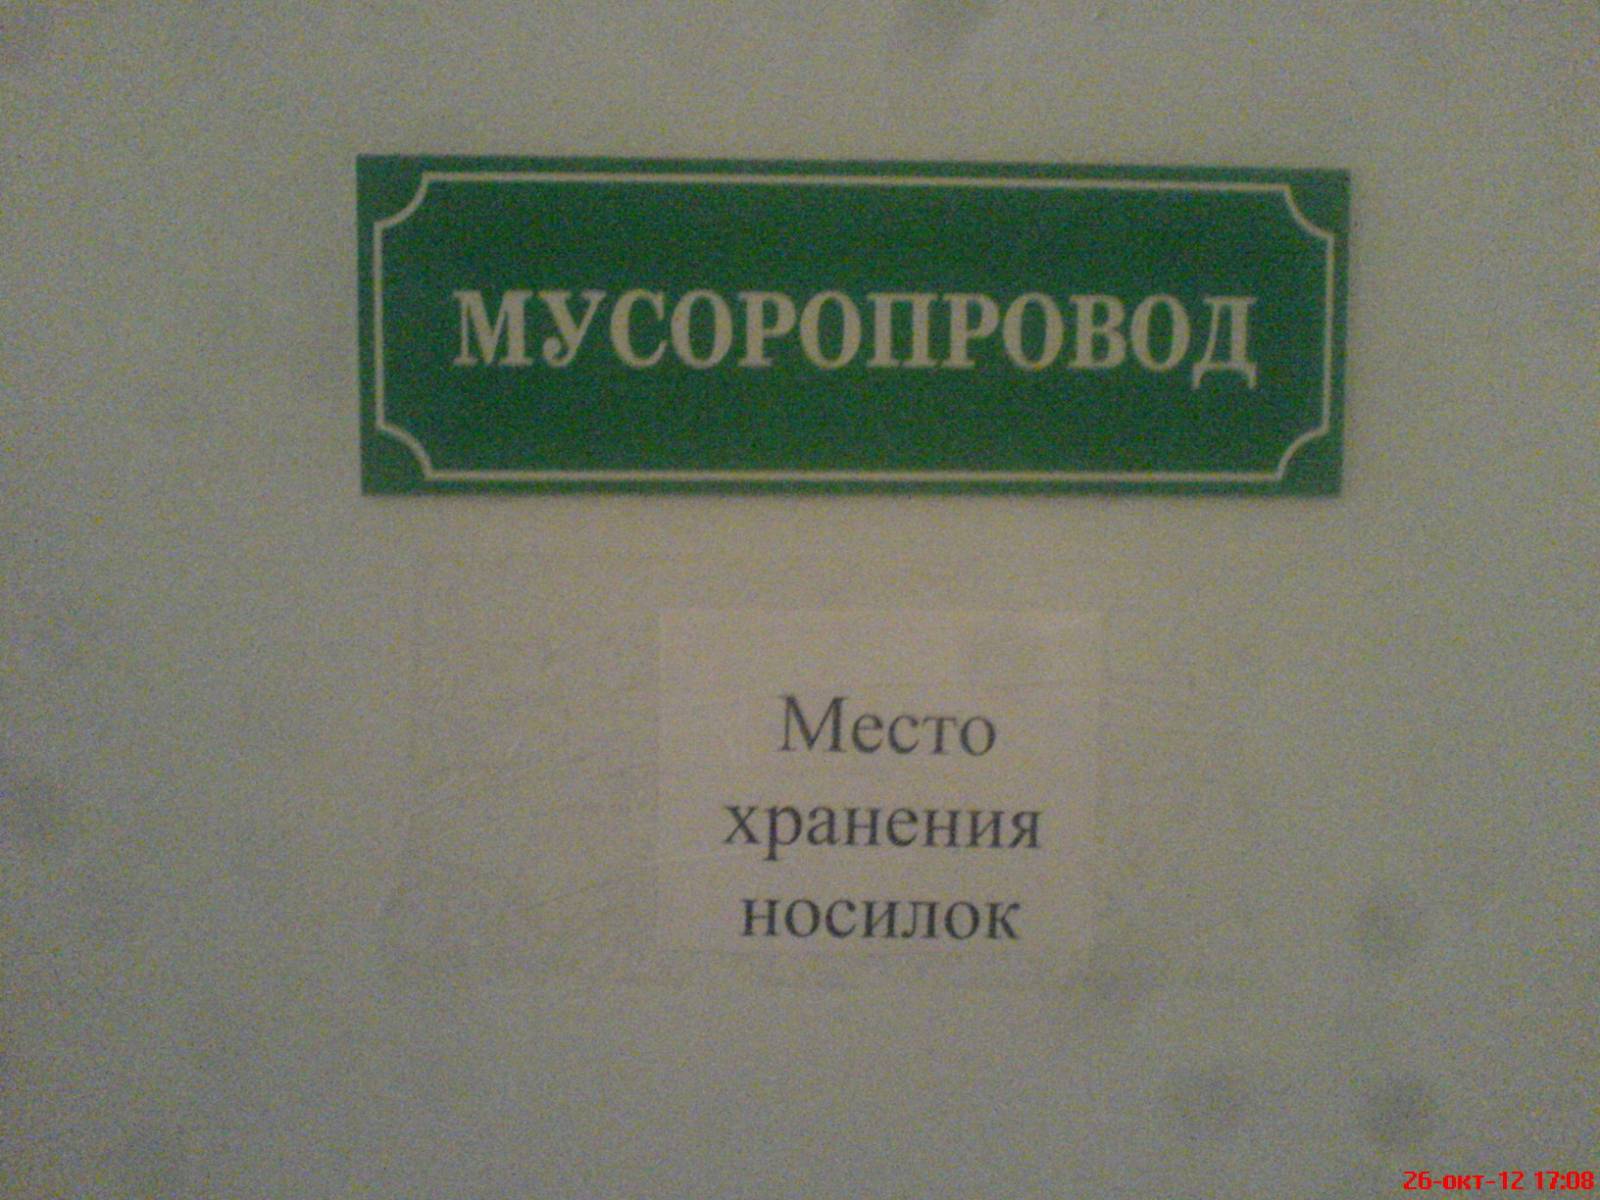 МУСОРОПРОВОД
Место
хранения
носилок
26-окт-12 17:08